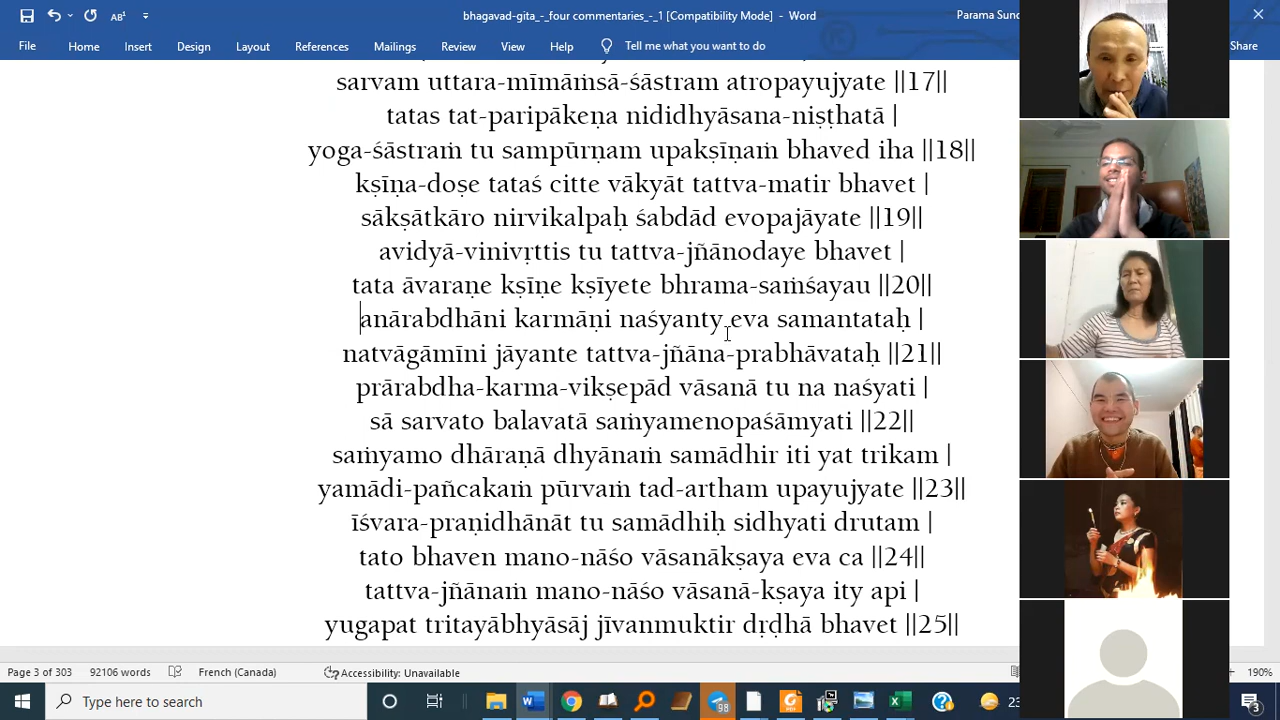 bhagavad-gita_-_four commentaries_-_1 [Compatibility Mode] - Word
Parama Sund
File Home Insert Design Layout References Mailings Review View Help Tell me what you want to do Share
sarvam uttara-mīmāṁsā-śāstram atropayujyate ||17||
tatas tat-paripākeṇa nididhyāsana-niṣṭhatā |
yoga-śāstraṁ tu sampūrṇam upakṣīṇaṁ bhaved iha ||18||
kṣīṇa-doṣe tataś citte vākyāt tattva-matir bhavet |
sākṣātkāro nirvikalpaḥ śabdād evopajāyate ||19||
avidyā-vinivṛttis tu tattva-jñānodaye bhavet |
tata āvaraṇe kṣīṇe kṣīyete bhrama-saṁśayau ||20||
anārabdhāni karmāṇi naśyanty eva samantataḥ |
natvāgāmīni jāyante tattva-jñāna-prabhāvataḥ ||21||
prārabdha-karma-vikṣepād vāsanā tu na naśyati |
sā sarvato balavatā saṁyamenopaśāmyati ||22||
saṁyamo dhāraṇā dhyānaṁ samādhir iti yat trikam |
yamādi-pañcakaṁ pūrvaṁ tad-artham upayujyate ||23||
īśvara-praṇidhānāt tu samādhiḥ sidhyati drutam |
tato bhaven mano-nāśo vāsanākṣaya eva ca ||24||
tattva-jñānaṁ mano-nāśo vāsanā-kṣaya ity api |
yugapat tritayābhyāsāj jīvanmuktir dṛḍhā bhavet ||25||
Page 3 of 303 92106 words French (Canada) Accessibility: Unavailable 190%
Type here to search 98 23 3